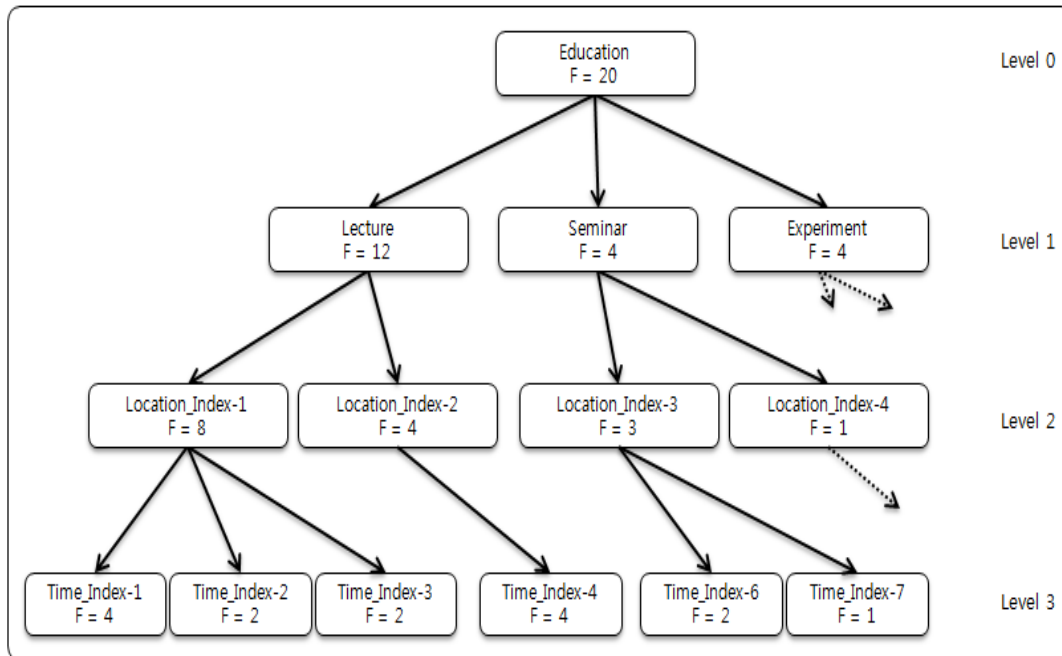 Education
F = 20
Level 0
Lecture
F = 12
Seminar
F = 4
Experiment
F = 4
Level 1
Location_Index-1
F = 8
Location_Index-2
F = 4
Location_Index-3
F = 3
Location_Index-4
F = 1
Level 2
Time_Index-1
F = 4
Time_Index-2
F = 2
Time_Index-3
F = 2
Time_Index-4
F = 4
Time_Index-6
F = 2
Time_Index-7
F = 1
Level 3